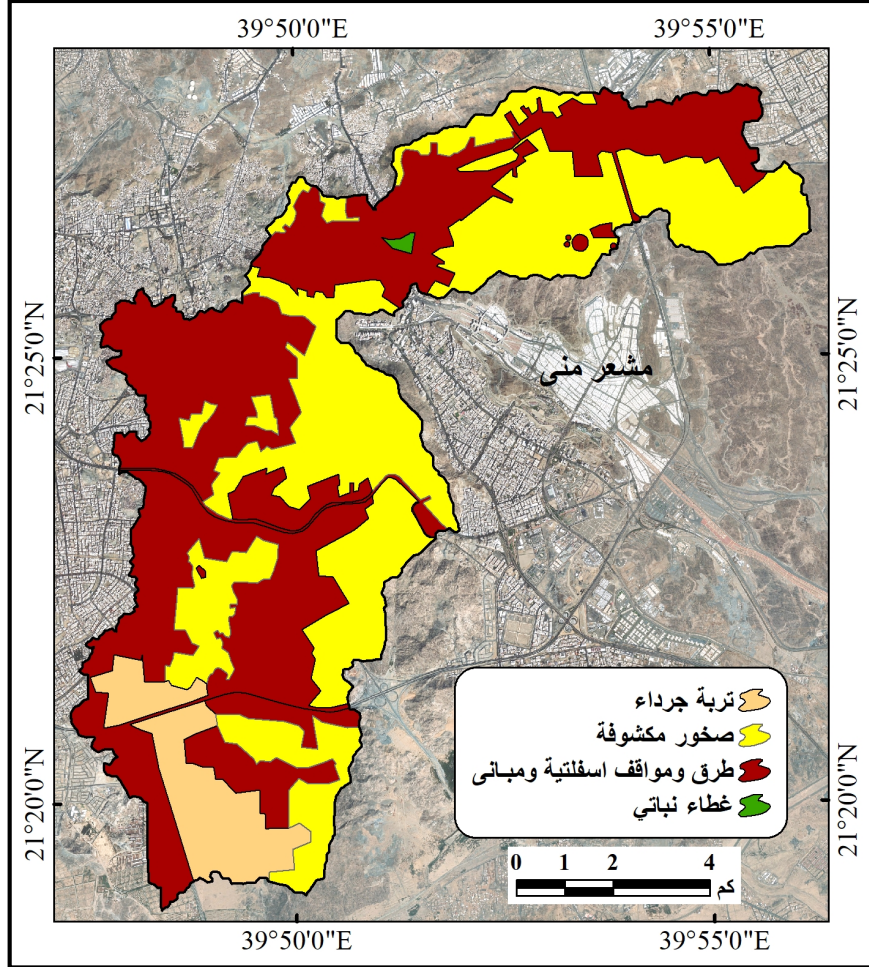 39°50'0"E
39°55'0"E
21°25'0"N
21°25'0"N
مشعر منى
تربة جرداء
صخور مكشوفة
طرق ومواقف اسفلتية ومبانى
غطاء نباتي
21°20'0"N
21°20'0"N
0 1 2 4
كم
39°50'0"E
39°55'0"E